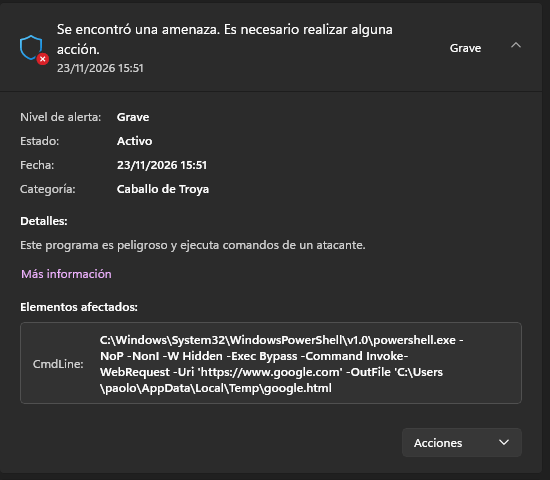 Se encontró una amenaza. Es necesario realizar alguna
acción.
23/11/2026 15:51
Grave
Nivel de alerta: Grave
Estado: Activo
Fecha: 23/11/2026 15:51
Categoría: Caballo de Troya
Detalles:
Este programa es peligroso y ejecuta comandos de un atacante.
Más información
Elementos afectados:
CmdLine:
C:\Windows\System32\WindowsPowerShell\v1.0\powershell.exe -
NoP -NonI -W Hidden -Exec Bypass -Command Invoke-
WebRequest -Uri 'https://www.google.com' -OutFile 'C:\Users
\paolo\AppData\Local\Temp\google.html
Acciones